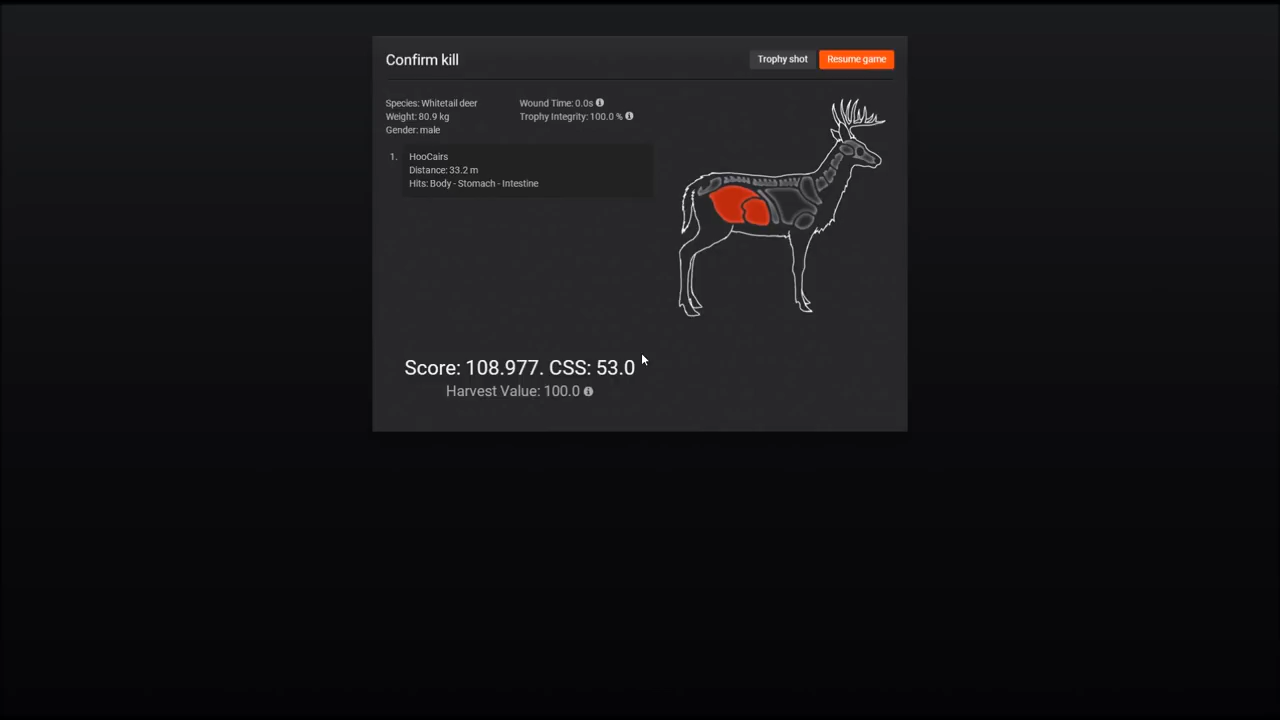 Confirm kill
Trophy shot
Resume game
Species: Whitetail deer
Weight: 80.9 kg
Gender: male
Wound Time: 0.0s
Trophy Integrity: 100.0 %
1.
HooCairs
Distance: 33.2 m
Hits: Body - Stomach - Intestine
Score: 108.977. CSS: 53.0
Harvest Value: 100.0